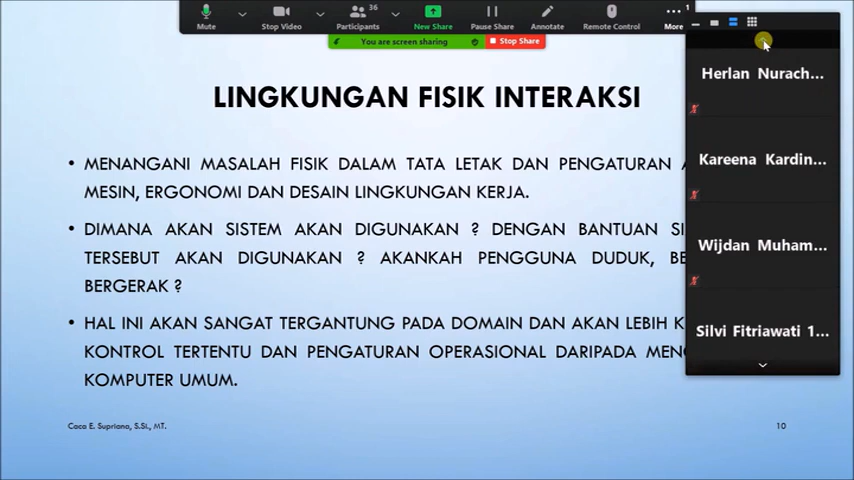 36
1
Mute
Stop Video
Participants
New Share
Pause Share
Annotate
Remote Control
More
You are screen sharing
Stop Share
LINGKUNGAN FISIK INTERAKSI
• MENANGANI MASALAH FISIK DALAM TATA LETAK DAN PENGATURAN
MESIN, ERGONOMI DAN DESAIN LINGKUNGAN KERJA.
• DIMANA AKAN SISTEM AKAN DIGUNAKAN ? DENGAN BANTUAN
TERSEBUT AKAN DIGUNAKAN ? AKANKAH PENGGUNA DUDUK,
BERGERAK ?
• HAL INI AKAN SANGAT TERGANTUNG PADA DOMAIN DAN AKAN LEBIH
KONTROL TERTENTU DAN PENGATURAN OPERASIONAL DARIPADA
KOMPUTER UMUM.
Caca E. Supriana, S.Si., MT.
10
Herlan Nurach...
Kareena Kardin...
Wijdan Muham...
Silvi Fitriawati 1...